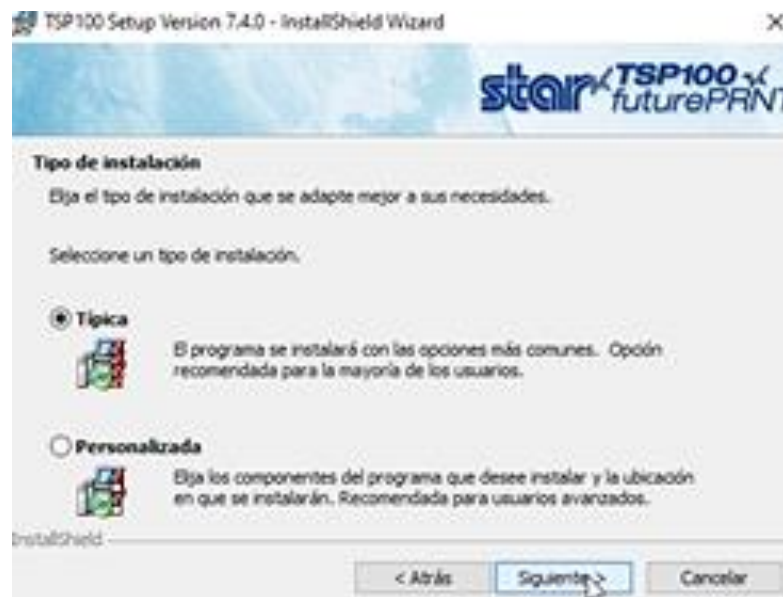 TSP100 Setup Version 7.4.0 - InstallShield Wizard
star TSP100
futurePRNT
Tipo de instalación
Elija el tipo de instalación que se adapte mejor a sus necesidades.
Seleccione un tipo de instalación.
Típica
El programa se instalará con las opciones más comunes. Opción
recomendada para la mayoría de los usuarios.
Personalizada
Elija los componentes del programa que desee instalar y la ubicación
en que se instalarán. Recomendada para usuarios avanzados.
InstallShield
< Atrás Siguiente > Cancelar